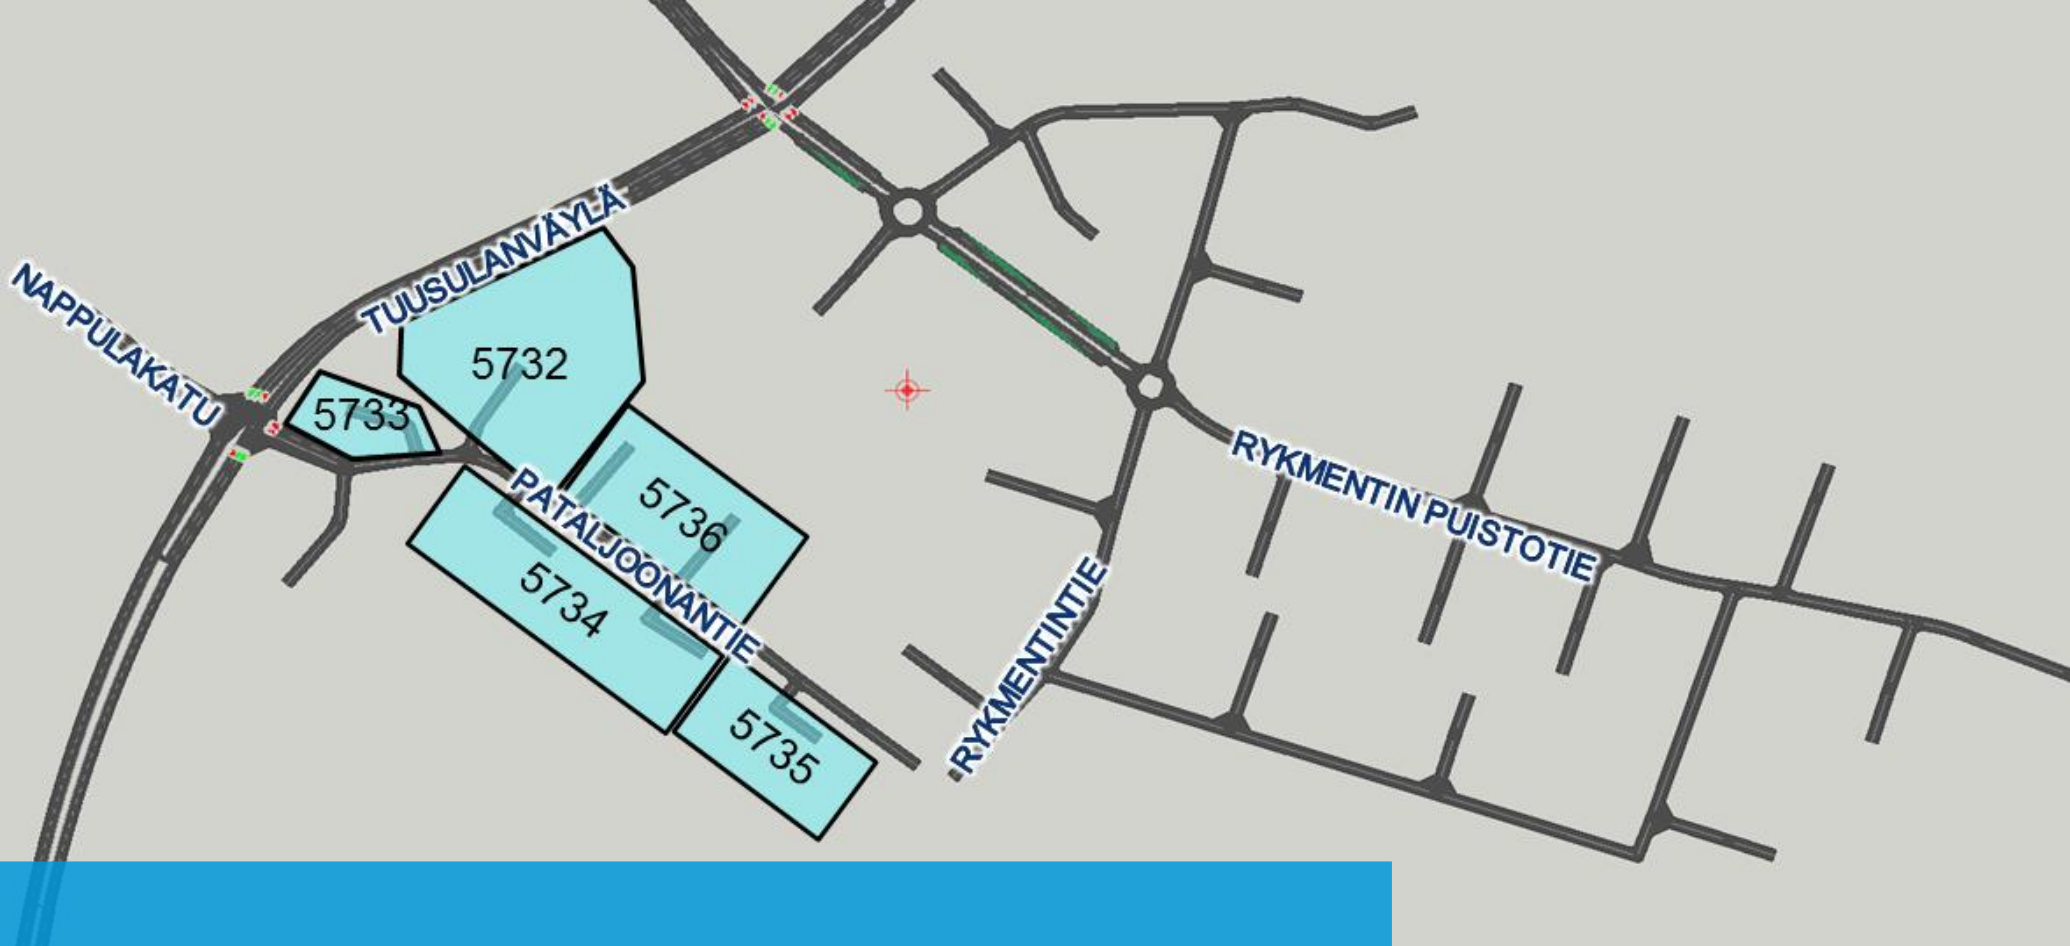 TUUSULANVÄYLÄ
NAPPULAKATU
5732
5733
5736
PATALJOONANTIE
5734
5735
RYKMENTIN PUISTOTIE
RYKMENTINTIE